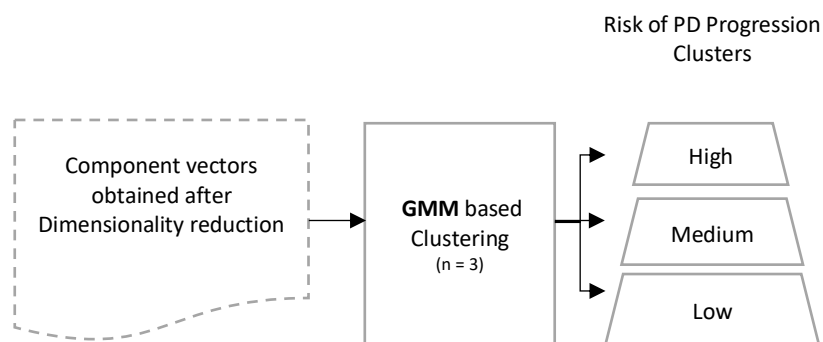 Risk of PD Progression
Clusters
Component vectors
obtained after
Dimensionality reduction
GMM based
Clustering
(n = 3)
High
Medium
Low